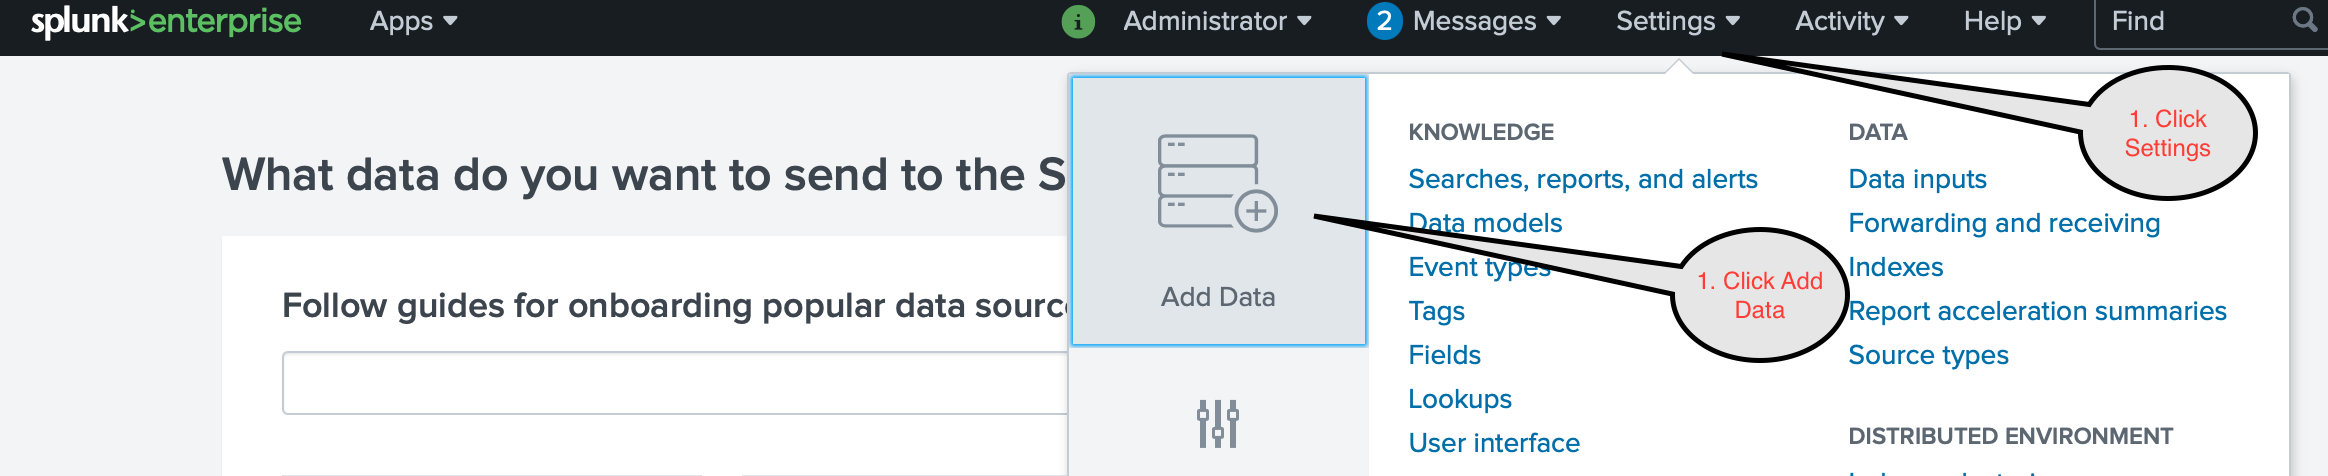 splunk>enterprise
Apps
i
Administrator
2 Messages
Settings
Activity
Help
Find
What data do you want to send to the S
Follow guides for onboarding popular data sourc
Add Data
KNOWLEDGE
Searches, reports, and alerts
Data models
Event types
Tags
Fields
Lookups
User interface
DATA
Data inputs
Forwarding and receiving
Indexes
Report acceleration summaries
Source types
DISTRIBUTED ENVIRONMENT
1. Click
Settings
1. Click Add
Data